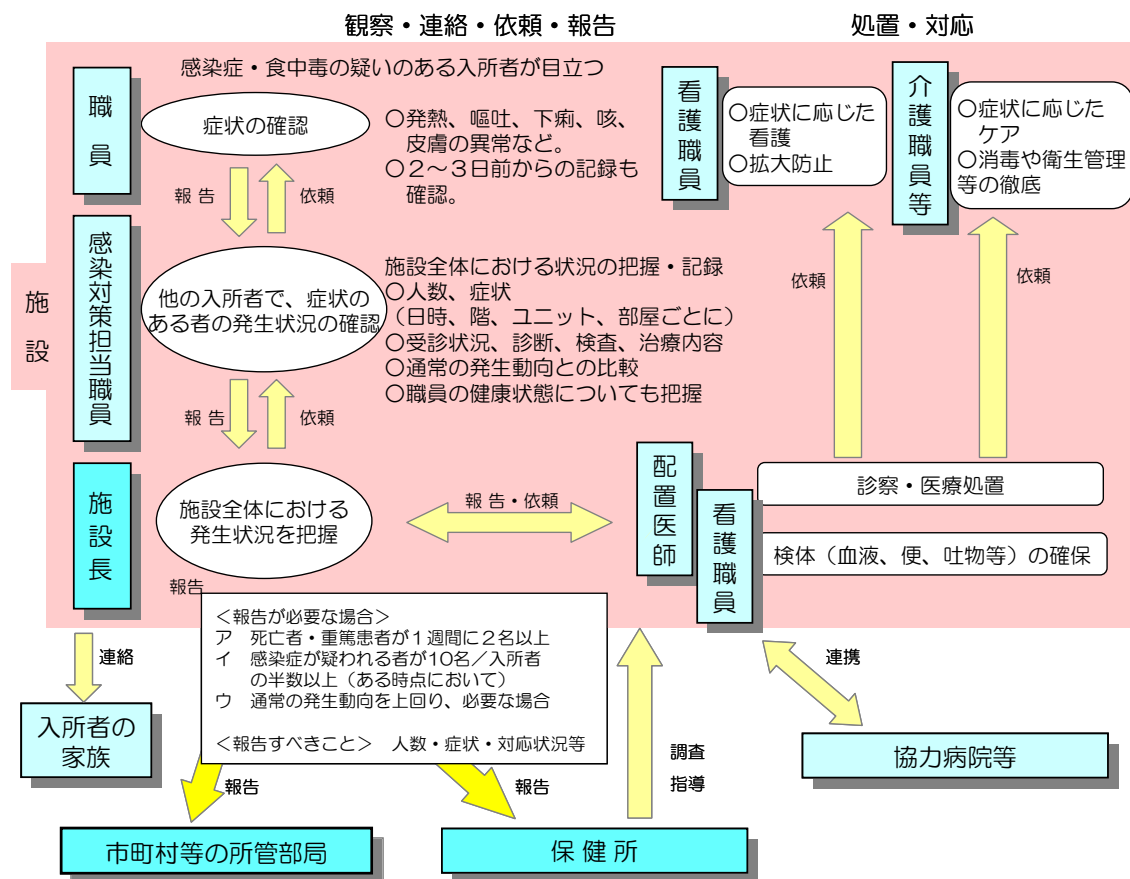 観察・連絡・依頼・報告
処置・対応
施設
職員
感染症・食中毒の疑いのある入所者が目立つ
症状の確認
○発熱、嘔吐、下痢、咳、
皮膚の異常など。
○２～３日前からの記録も
確認。
報 告
依頼
感染対策担当職員
他の入所者で、症状の
ある者の発生状況の確認
施設全体における状況の把握・記録
○人数、症状
（日時、階、ユニット、部屋ごとに）
○受診状況、診断、検査、治療内容
○通常の発生動向との比較
○職員の健康状態についても把握
報 告
依頼
施設長
施設全体における
発生状況を把握
報 告・依頼
報告
看護職員
○症状に応じた
看護
○拡大防止
介護職員等
○症状に応じた
ケア
○消毒や衛生管理
等の徹底
依頼
依頼
配置医師
看護職員
診察・医療処置
検体（血液、便、吐物等）の確保
＜報告が必要な場合＞
ア　死亡者・重篤患者が１週間に２名以上
イ　感染症が疑われる者が10名／入所者
の半数以上（ある時点において）
ウ　通常の発生動向を上回り、必要な場合
＜報告すべきこと＞　人数・症状・対応状況等
連絡
入所者の
家族
報告
報告
調査
指導
連携
協力病院等
市町村等の所管部局
保 健 所